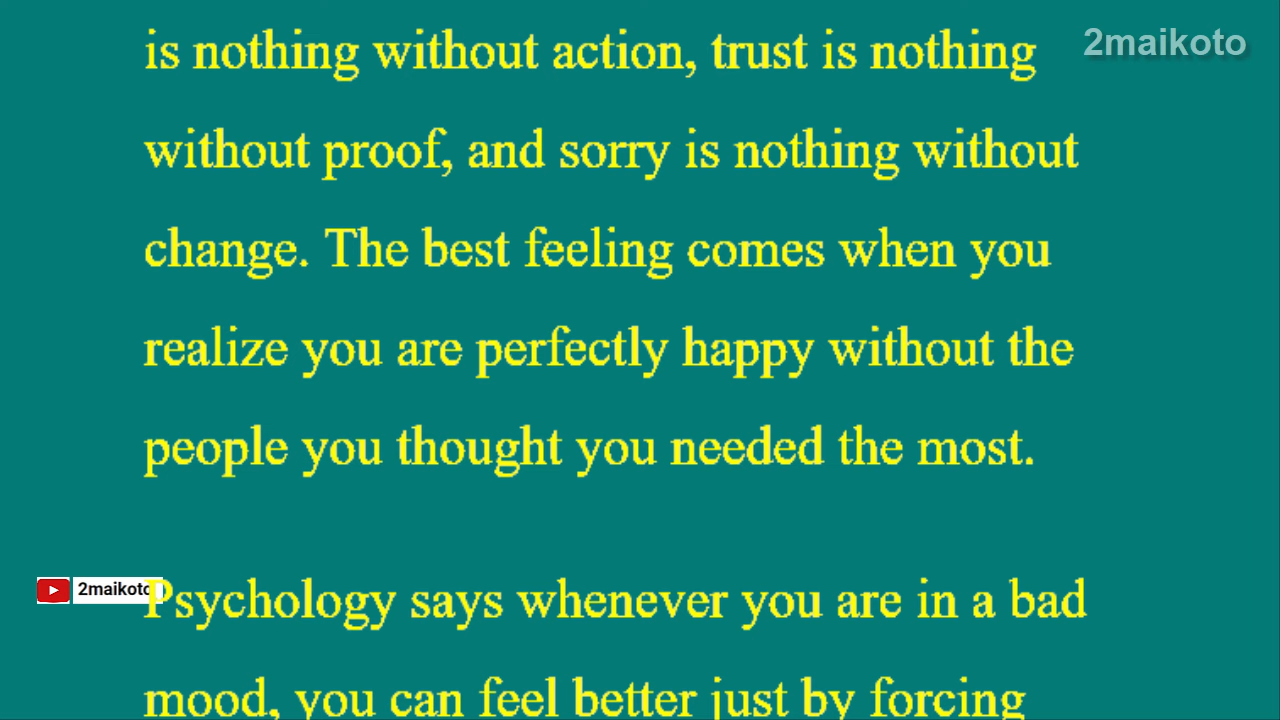 2maikoto
is nothing without action, trust is nothing
without proof, and sorry is nothing without
change. The best feeling comes when you
realize you are perfectly happy without the
people you thought you needed the most.
2maikoto
Psychology says whenever you are in a bad
mood, you can feel better just by forcing